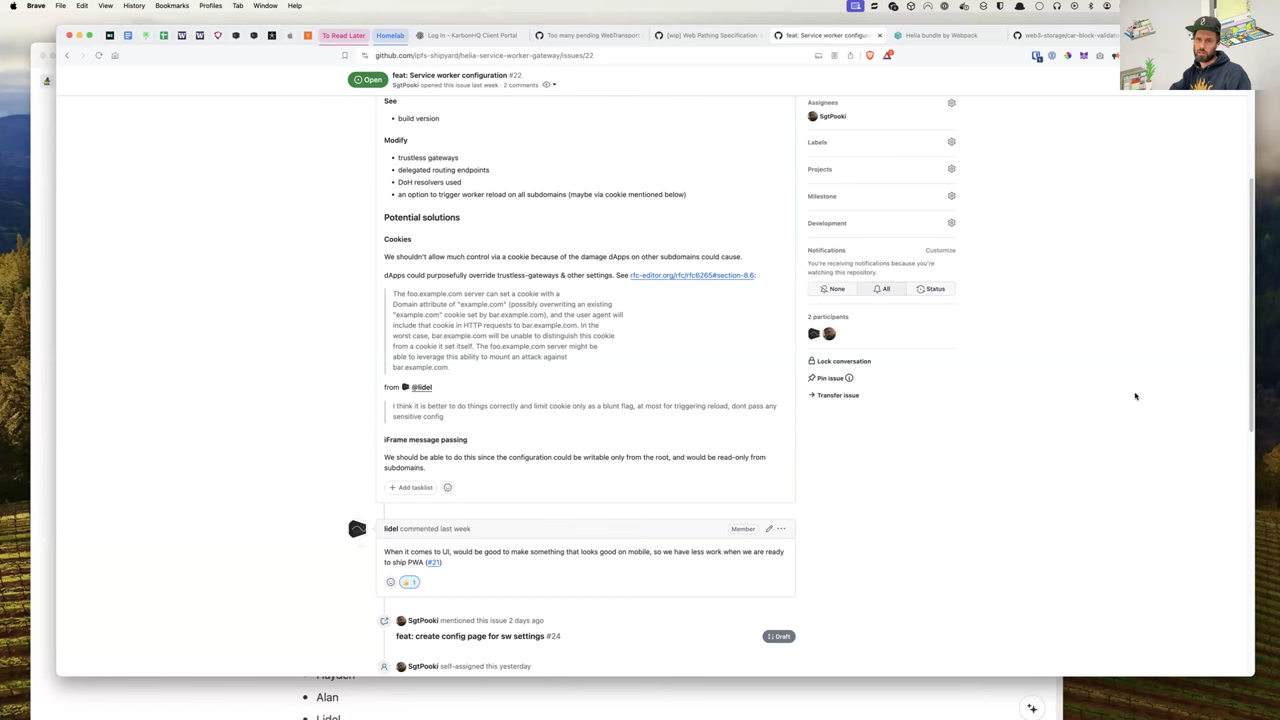 Brave File Edit View History Bookmarks Profiles Tab Window Help
To Read Later Homelab Log In - KarbonHQ Client Portal Too many pending WebTransport [wip] Web Pathing Specification: feat: Service worker configur Helia bundle by Webpack web3-storage/car-block-validato
github.com/ipfs-shipyard/helia-service-worker-gateway/issues/22
Open
feat: Service worker configuration #22
SgtPooki opened this issue last week · 2 comments
See
build version
Modify
trustless gateways
delegated routing endpoints
DoH resolvers used
an option to trigger worker reload on all subdomains (maybe via cookie mentioned below)
Potential solutions
Cookies
We shouldn't allow much control via a cookie because of the damage dApps on other subdomains could cause.
dApps could purposefully override trustless-gateways & other settings. See rfc-editor.org/rfc/rfc6265#section-8.6:
The foo.example.com server can set a cookie with a
Domain attribute of "example.com" (possibly overwriting an existing
"example.com" cookie set by bar.example.com), and the user agent will
include that cookie in HTTP requests to bar.example.com. In the
worst case, bar.example.com will be unable to distinguish this cookie
from a cookie it set itself. The foo.example.com server might be
able to leverage this ability to mount an attack against
bar.example.com.
from @lidel
I think it is better to do things correctly and limit cookie only as a blunt flag, at most for triggering reload, dont pass any
sensitive config
iFrame message passing
We should be able to do this since the configuration could be writable only from the root, and would be read-only from
subdomains.
Add tasklist
lidel commented last week
Member
When it comes to UI, would be good to make something that looks good on mobile, so we have less work when we are ready
to ship PWA (#21)
1
SgtPooki mentioned this issue 2 days ago
feat: create config page for sw settings #24
Draft
SgtPooki self-assigned this yesterday
Assignees
SgtPooki
Labels
Projects
Milestone
Development
Notifications
Customize
You're receiving notifications because you're
watching this repository.
None All Status
2 participants
Lock conversation
Pin issue
Transfer issue
Hayden
Alan
Lidel